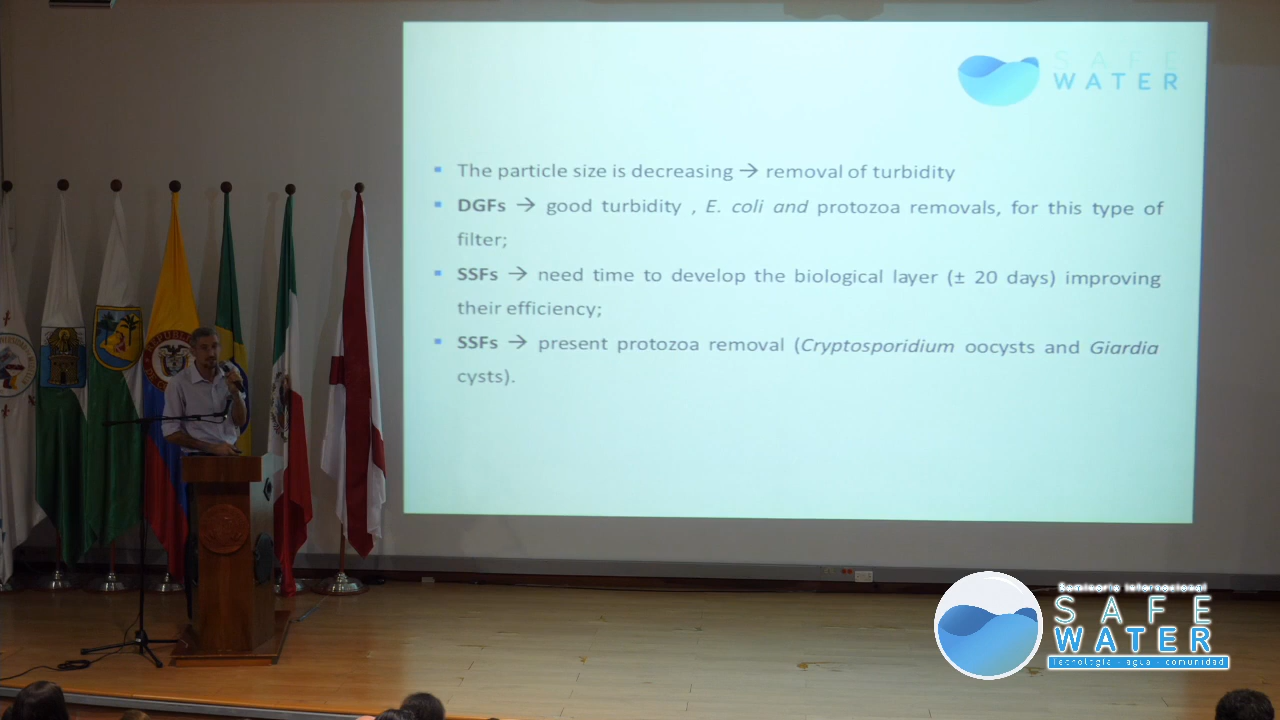 SAFE
WATER
▪ The particle size is decreasing → removal of turbidity
▪ DGFs → good turbidity , E. coli and protozoa removals, for this type of
filter;
▪ SSFs → need time to develop the biological layer (± 20 days) improving
their efficiency;
▪ SSFs → present protozoa removal (Cryptosporidium oocysts and Giardia
cysts).
Seminario internacional
SAFE
WATER
Tecnología - agua - comunidad